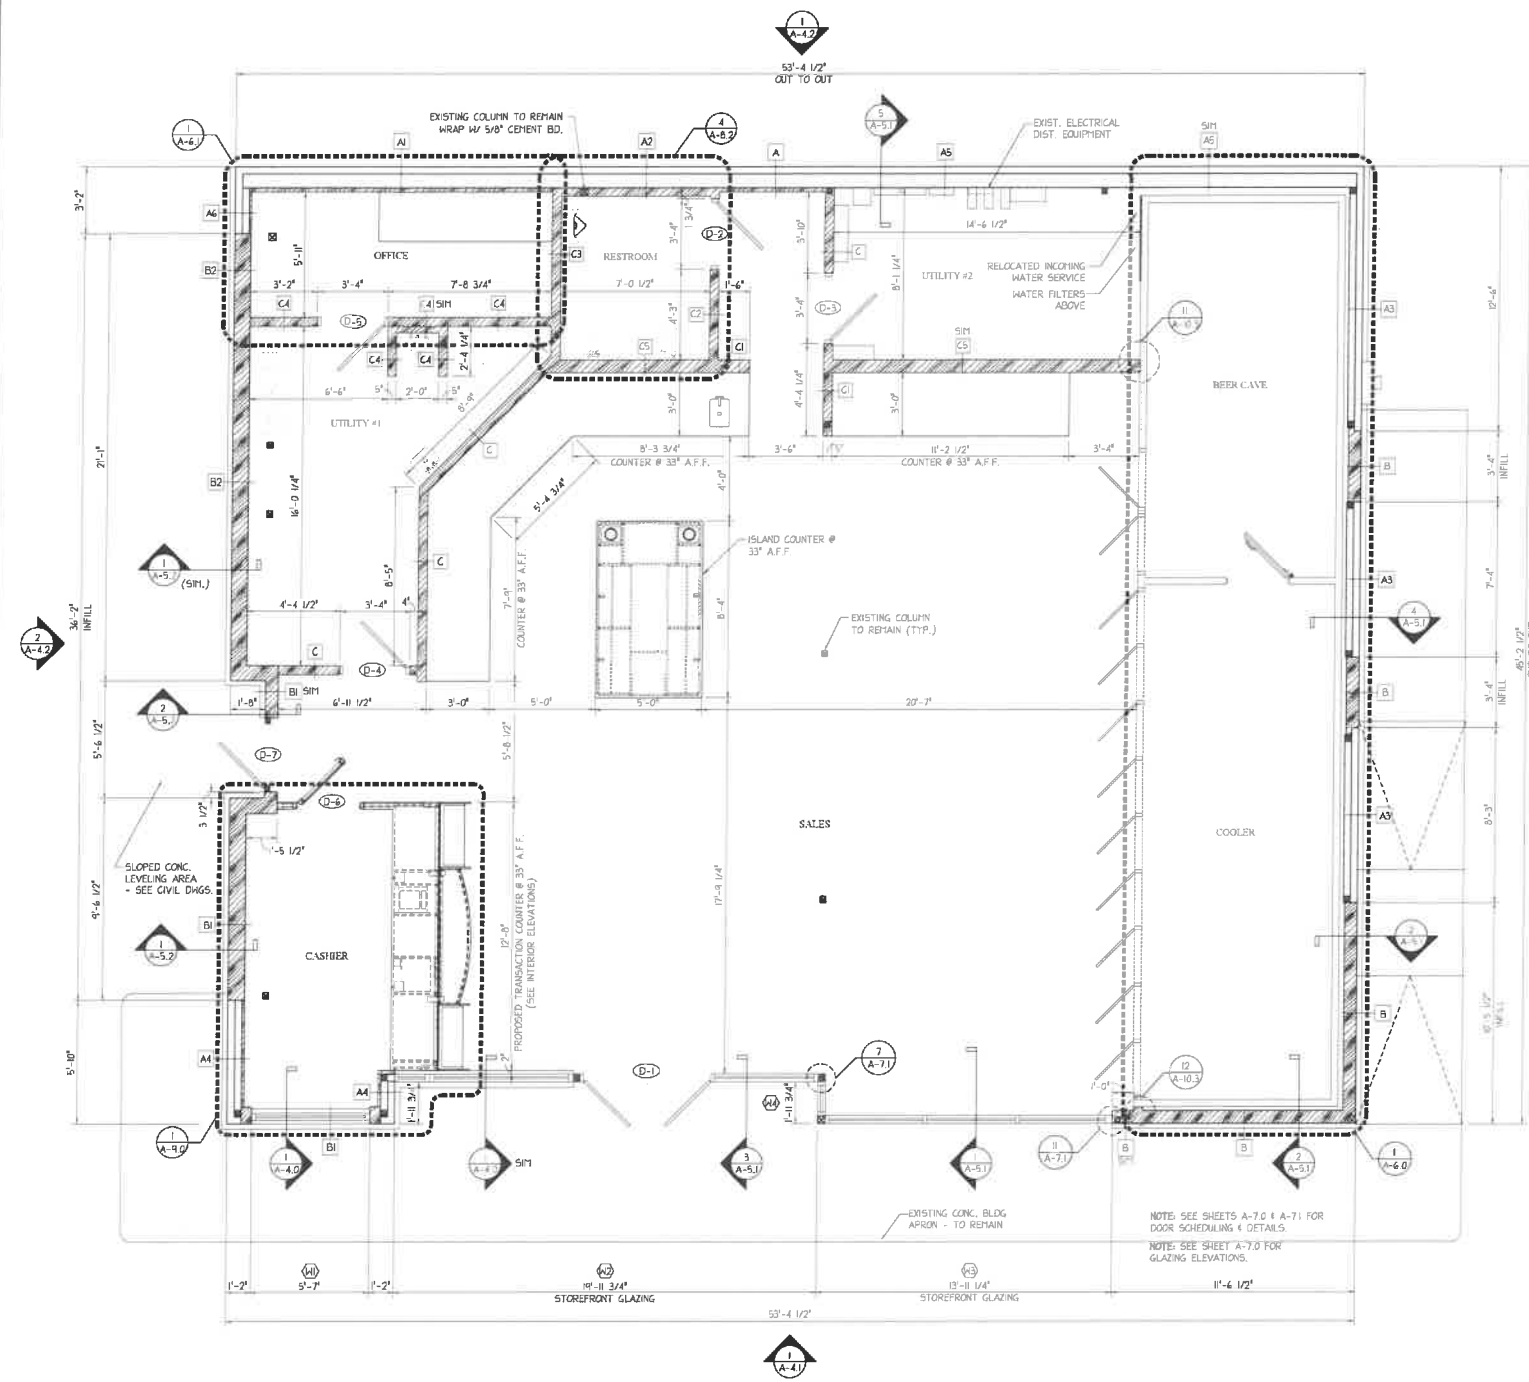 1
A-4.2
53'-4 1/2"
OUT TO OUT
EXISTING COLUMN TO REMAIN
WRAP W/ 5/8" CEMENT BD.
1
A-6.1
4
A-8.2
5
A-5.1
EXIST. ELECTRICAL
DIST. EQUIPMENT
SIM
A5
A1
A2
A
A5
3'-2"
A6
OFFICE
5'-11"
C3
RESTROOM
D-2
3'-10"
C
14'-6 1/2"
UTILITY #2
8'-1 1/4"
RELOCATED INCOMING
WATER SERVICE
WATER FILTERS
ABOVE
B2
3'-2"
3'-4"
7'-8 3/4"
7'-0 1/2"
1'-6"
C4
C4 SIM
C4
D-5
4'-3"
C2
3'-4"
D-3
12'-6"
A3
C4
C4
2'-4 1/4"
C5
C1
SIM
C5
11
BEER CAVE
6'-6"
5"
2'-0"
5"
8'-9"
3'-0"
4'-4 1/4"
C1
3'-0"
UTILITY #1
C
8'-3 3/4"
COUNTER @ 33" A.F.F.
3'-6"
11'-2 1/2"
COUNTER @ 33" A.F.F.
3'-4"
B
3'-4"
INFILL
21'-1"
B2
16'-0 1/4"
5'-4 3/4"
4'-0"
ISLAND COUNTER @
33" A.F.F
1
(SIM.)
8'-5"
C
7'-9"
COUNTER @ 33" A.F.F.
8'-4"
A3
7'-4"
36'-2"
INFILL
4'-4 1/2"
3'-4"
4"
EXISTING COLUMN
TO REMAIN (TYP.)
4
A-5.1
2
A-4.2
45'-2 1/2"
C
D-4
B1 SIM
B
3'-4"
INFILL
1'-8"
6'-11 1/2"
3'-0"
5'-0"
5'-0"
20'-7"
2
5'-6 1/2"
5'-8 1/2"
D-7
D-6
SLOPED CONC.
LEVELING AREA
- SEE CIVIL DWGS.
SALES
COOLER
A3
8'-3"
9'-6 1/2"
B1
1
A-5.2
CASHIER
12'-8"
PROPOSED TRANSACTION COUNTER @ 33" A.F.F.
(SEE INTERIOR ELEVATIONS)
17'-9 1/4"
2
B
5'-10"
A4
A4
1'-11 3/4"
2"
D-1
W4
1'-11 3/4"
7
A-7.1
1'-0"
12
A-10.3
1
A-9.0
B1
1
A-4.0
SIM
3
A-5.1
1
A-5.1
11
A-7.1
B
B
2
A-5.1
1
A-6.0
EXISTING CONC. BLDG
APRON - TO REMAIN
NOTE: SEE SHEETS A-7.0 & A-7.1 FOR
DOOR SCHEDULING & DETAILS.
NOTE: SEE SHEET A-7.0 FOR
GLAZING ELEVATIONS.
1'-2"
W1
5'-7"
1'-2"
W2
19'-11 3/4"
STOREFRONT GLAZING
W3
13'-11 1/4"
STOREFRONT GLAZING
11'-6 1/2"
53'-4 1/2"
1
A-4.1